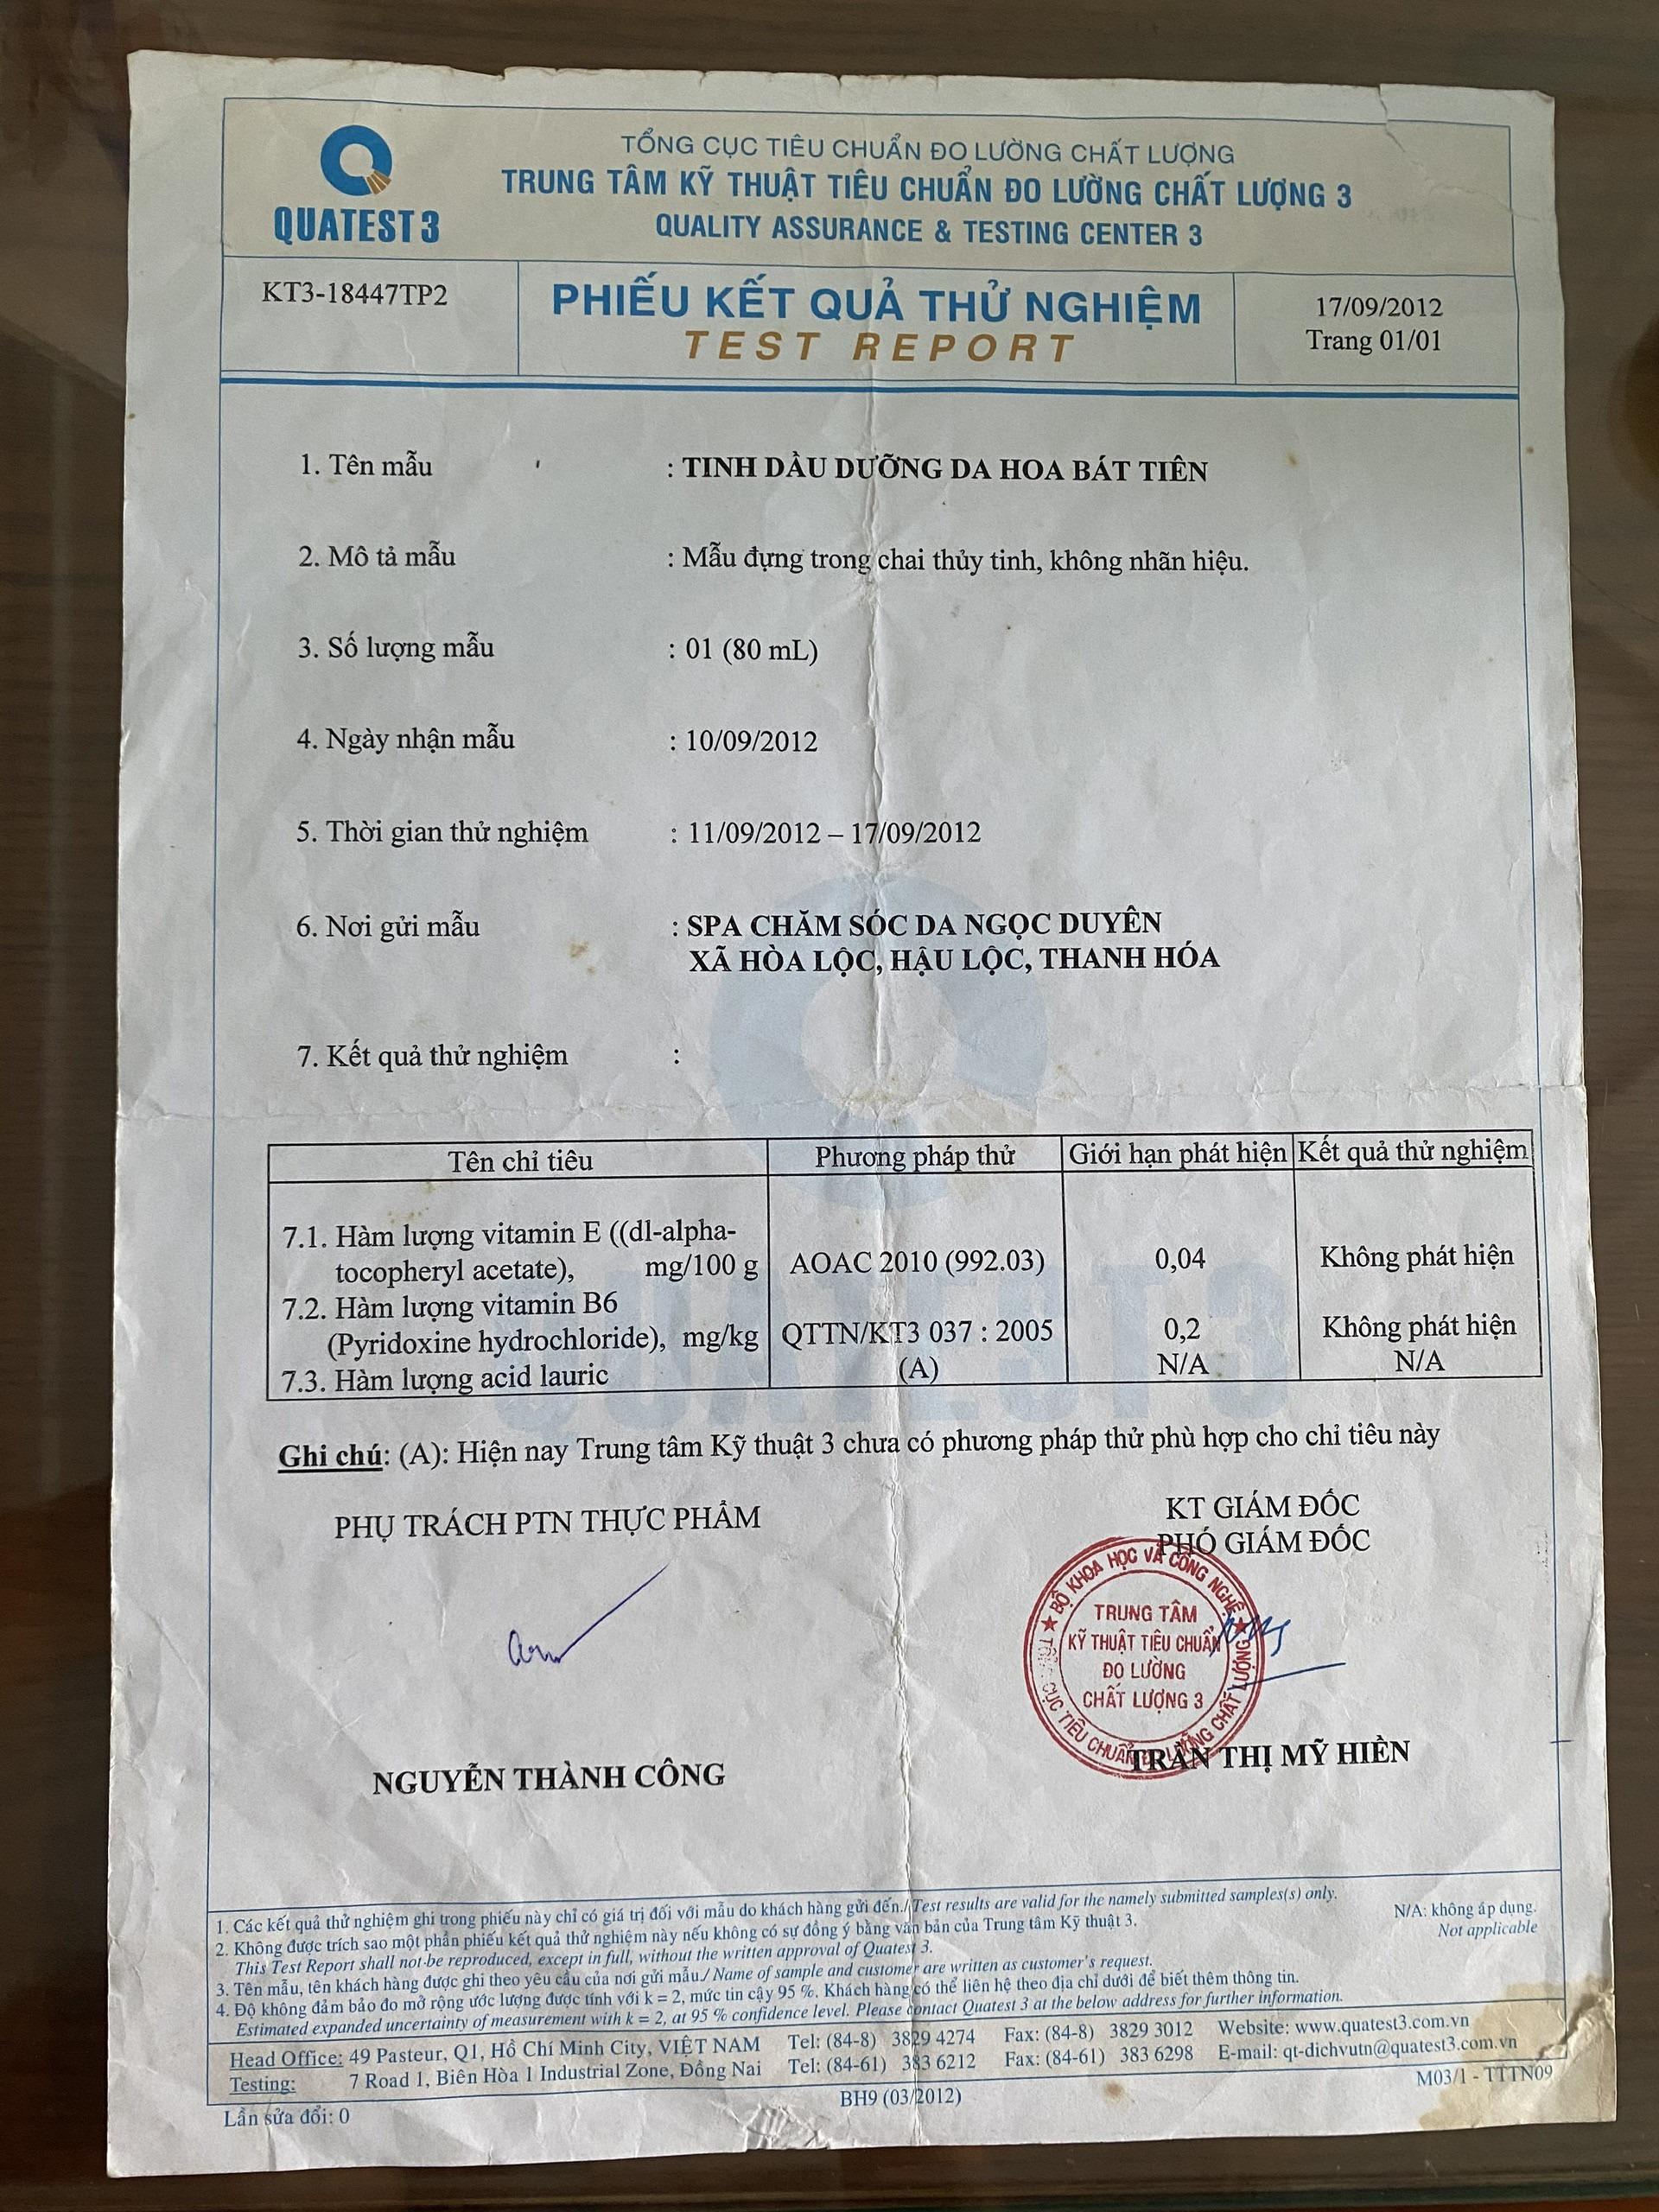 TỔNG CỤC TIÊU CHUẨN ĐO LƯỜNG CHẤT LƯỢNG
TRUNG TÂM KỸ THUẬT TIÊU CHUẨN ĐO LƯỜNG CHẤT LƯỢNG 3
QUALITY ASSURANCE & TESTING CENTER 3
QUATEST 3
KT3-18447TP2
PHIẾU KẾT QUẢ THỬ NGHIỆM
TEST REPORT
17/09/2012
Trang 01/01
1. Tên mẫu : TINH DẦU DƯỠNG DA HOA BÁT TIÊN
2. Mô tả mẫu : Mẫu đựng trong chai thủy tinh, không nhãn hiệu.
3. Số lượng mẫu : 01 (80 mL)
4. Ngày nhận mẫu : 10/09/2012
5. Thời gian thử nghiệm : 11/09/2012 – 17/09/2012
6. Nơi gửi mẫu : SPA CHĂM SÓC DA NGỌC DUYÊN
XÃ HÒA LỘC, HẬU LỘC, THANH HÓA
7. Kết quả thử nghiệm :
Tên chỉ tiêu Phương pháp thử Giới hạn phát hiện Kết quả thử nghiệm
7.1. Hàm lượng vitamin E ((dl-alpha-
tocopheryl acetate), mg/100 g AOAC 2010 (992.03) 0,04 Không phát hiện
7.2. Hàm lượng vitamin B6
(Pyridoxine hydrochloride), mg/kg QTTN/KT3 037 : 2005 0,2 Không phát hiện
7.3. Hàm lượng acid lauric (A) N/A N/A
QUATEST 3
Ghi chú: (A): Hiện nay Trung tâm Kỹ thuật 3 chưa có phương pháp thử phù hợp cho chỉ tiêu này
PHỤ TRÁCH PTN THỰC PHẨM
KT GIÁM ĐỐC
PHÓ GIÁM ĐỐC
BỘ KHOA HỌC VÀ CÔNG NGHỆ
TRUNG TÂM
KỸ THUẬT TIÊU CHUẨN
ĐO LƯỜNG
CHẤT LƯỢNG 3
CỤC TIÊU CHUẨN LƯỜNG CHẤT LƯỢNG
NGUYỄN THÀNH CÔNG
TRẦN THỊ MỸ HIỀN
1. Các kết quả thử nghiệm ghi trong phiếu này chỉ có giá trị đối với mẫu do khách hàng gửi đến./ Test results are valid for the namely submitted samples(s) only.
2. Không được trích sao một phần phiếu kết quả thử nghiệm này nếu không có sự đồng ý bằng văn bản của Trung tâm Kỹ thuật 3.
This Test Report shall not be reproduced, except in full, without the written approval of Quatest 3.
3. Tên mẫu, tên khách hàng được ghi theo yêu cầu của nơi gửi mẫu./ Name of sample and customer are written as customer's request.
4. Độ không đảm bảo đo mở rộng ước lượng được tính với k = 2, mức tin cậy 95 %. Khách hàng có thể liên hệ theo địa chỉ dưới để biết thêm thông tin.
Estimated expanded uncertainty of measurement with k = 2, at 95 % confidence level. Please contact Quatest 3 at the below address for further information.
N/A: không áp dụng.
Not applicable
Head Office: 49 Pasteur, Q1, Hồ Chí Minh City, VIỆT NAM Tel: (84-8) 3829 4274 Fax: (84-8) 3829 3012 Website: www.quatest3.com.vn
Testing: 7 Road 1, Biên Hòa 1 Industrial Zone, Đồng Nai Tel: (84-61) 383 6212 Fax: (84-61) 383 6298 E-mail: qt-dichvutn@quatest3.com.vn
Lần sửa đổi: 0
BH9 (03/2012)
M03/1 - TTTN09